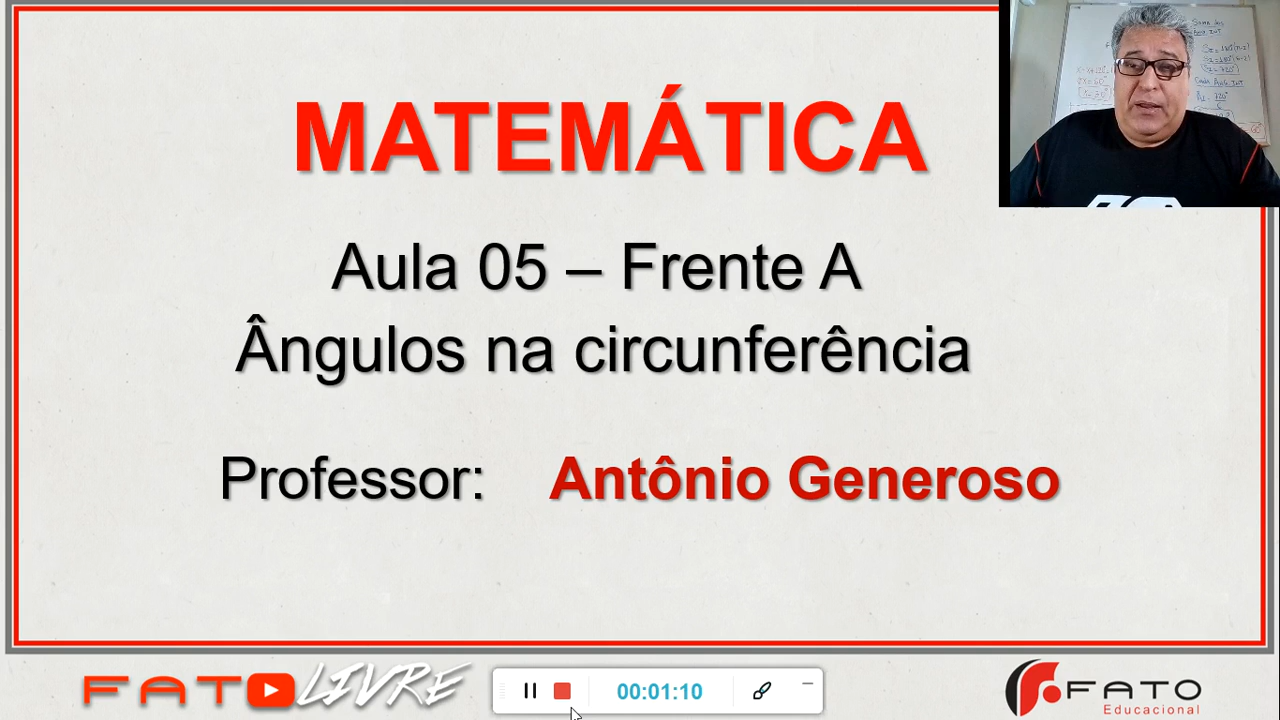 MATEMÁTICA
Aula 05 – Frente A
Ângulos na circunferência
Professor: Antônio Generoso
FATO LIVRE
00:01:10
FATO
Educacional